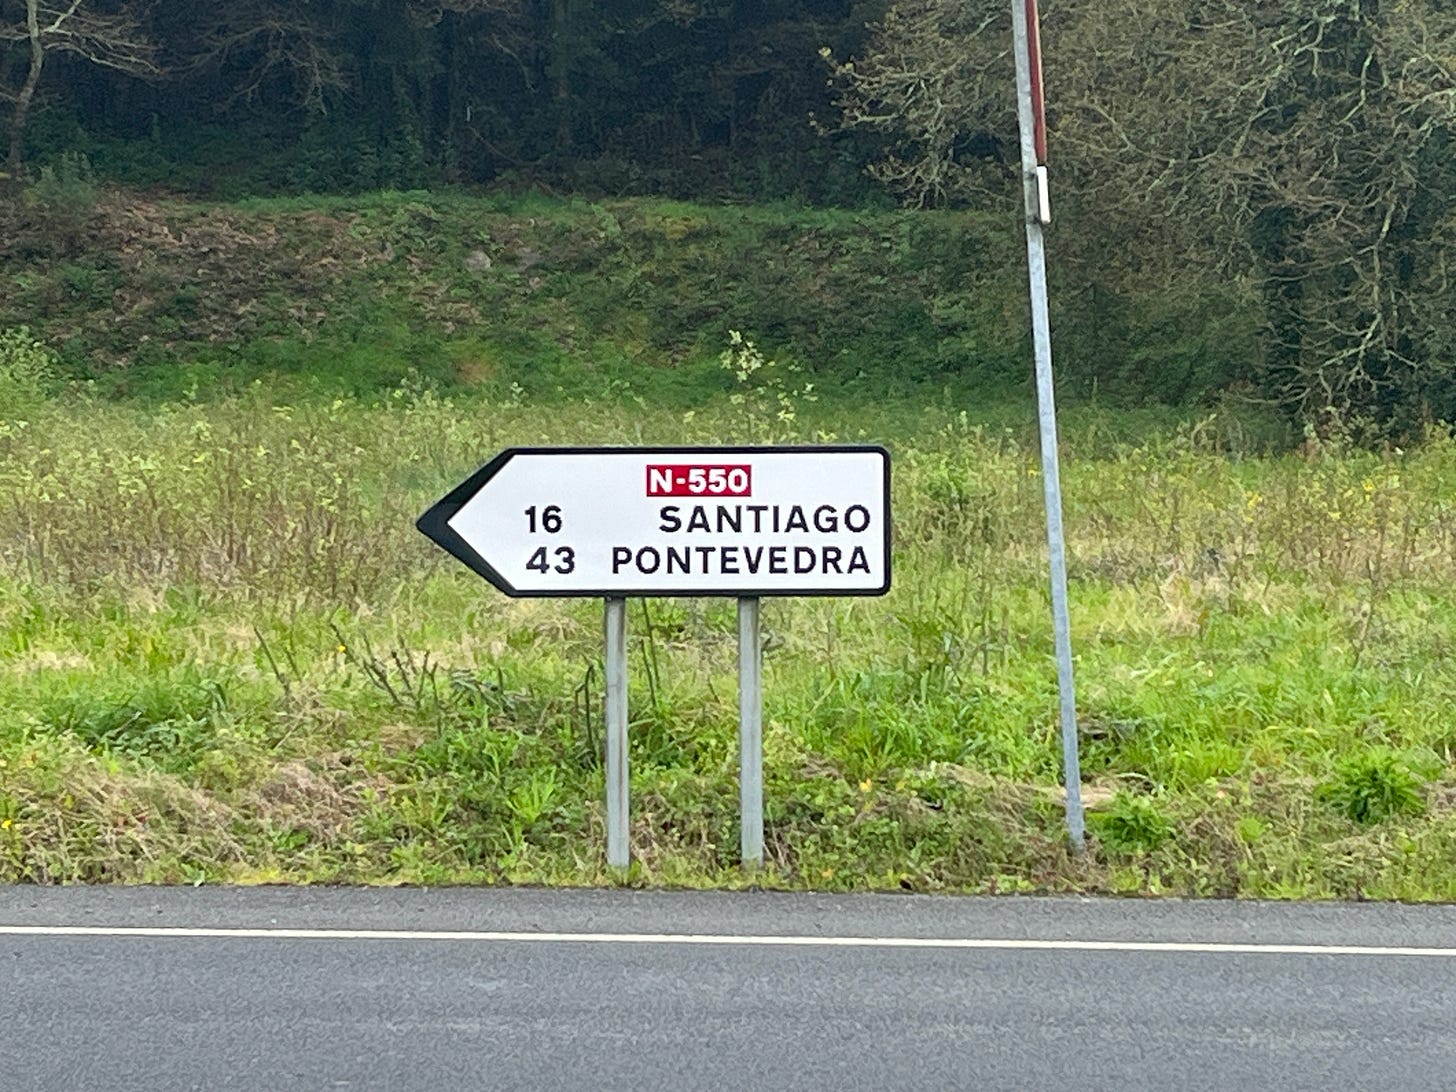 N-550
16 SANTIAGO
43 PONTEVEDRA